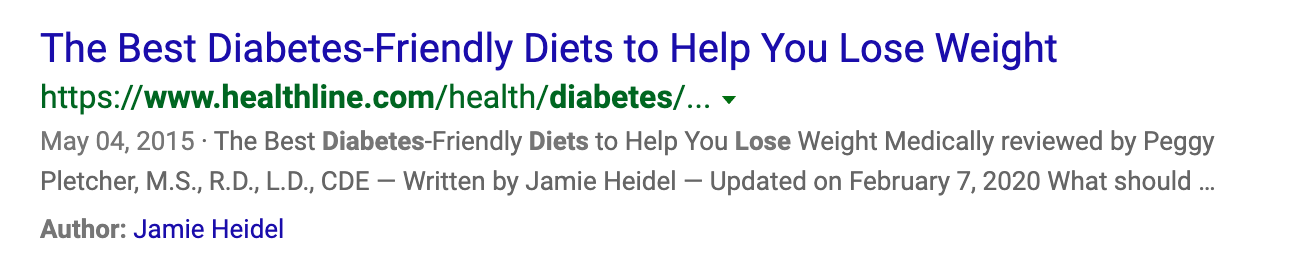 The Best Diabetes-Friendly Diets to Help You Lose Weight
https://www.healthline.com/health/diabetes/...
May 04, 2015 · The Best Diabetes-Friendly Diets to Help You Lose Weight Medically reviewed by Peggy
Pletcher, M.S., R.D., L.D., CDE — Written by Jamie Heidel — Updated on February 7, 2020 What should ...
Author: Jamie Heidel